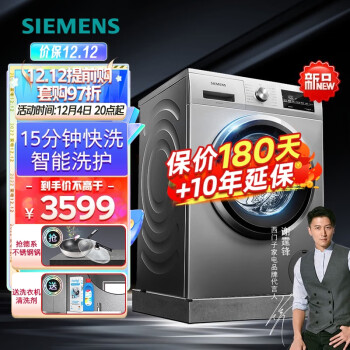 SIEMENS
价保12.12
12.12提前购
套购97折
活动时间:12月4日 20点起
15分钟快洗
智能洗护
到手价不高于
¥3599
抢德系
不锈钢锅
抢
送洗衣机
清洗剂
送
新品
NEW
SIEMENS
保价180天
+10年延保
谢霆锋
西门子家电品牌代言人